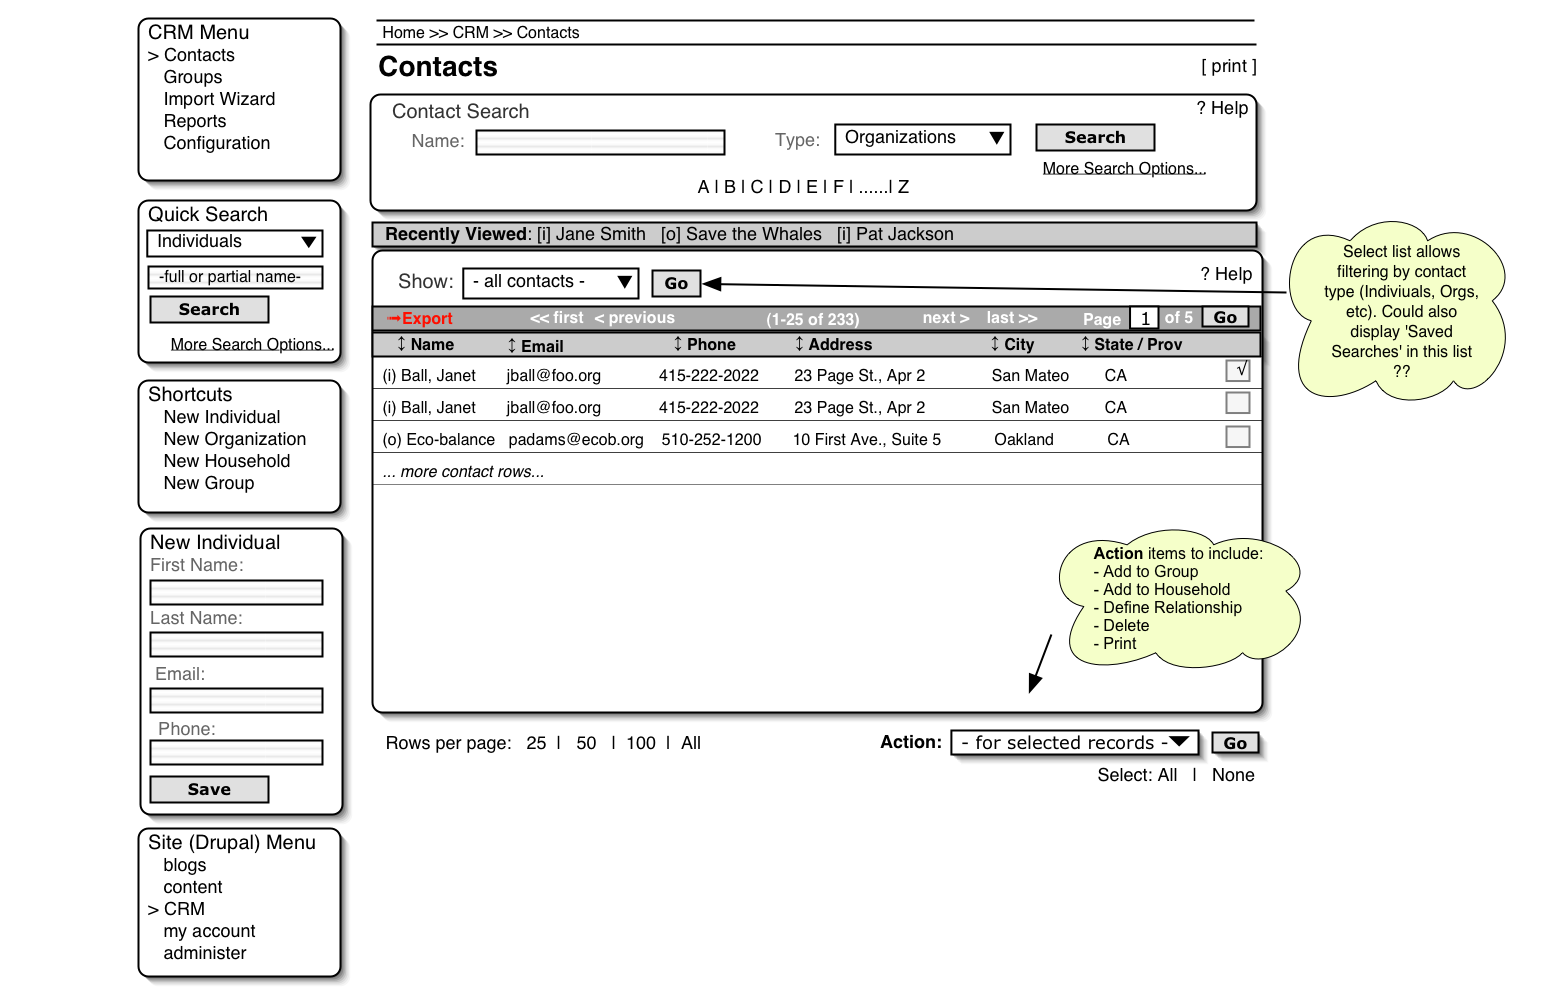 CRM Menu
> Contacts
Groups
Import Wizard
Reports
Configuration
Quick Search
Individuals
-full or partial name-
Search
More Search Options...
Shortcuts
New Individual
New Organization
New Household
New Group
New Individual
First Name:
Last Name:
Email:
Phone:
Save
Site (Drupal) Menu
blogs
content
> CRM
my account
administer
Home >> CRM >> Contacts
Contacts [ print ]
Contact Search ? Help
Name: Type: Organizations Search
More Search Options...
A | B | C | D | E | F | ......| Z
Recently Viewed: [i] Jane Smith [o] Save the Whales [i] Pat Jackson
Show: - all contacts - Go ? Help
Export << first < previous (1-25 of 233) next > last >> Page 1 of 5 Go
↕ Name ↕ Email ↕ Phone ↕ Address ↕ City ↕ State / Prov
(i) Ball, Janet jball@foo.org 415-222-2022 23 Page St., Apr 2 San Mateo CA √
(i) Ball, Janet jball@foo.org 415-222-2022 23 Page St., Apr 2 San Mateo CA
(o) Eco-balance padams@ecob.org 510-252-1200 10 First Ave., Suite 5 Oakland CA
... more contact rows...
Rows per page: 25 | 50 | 100 | All Action: - for selected records - Go
Select: All | None
Select list allows
filtering by contact
type (Indiviuals, Orgs,
etc). Could also
display 'Saved
Searches' in this list
??
Action items to include:
- Add to Group
- Add to Household
- Define Relationship
- Delete
- Print